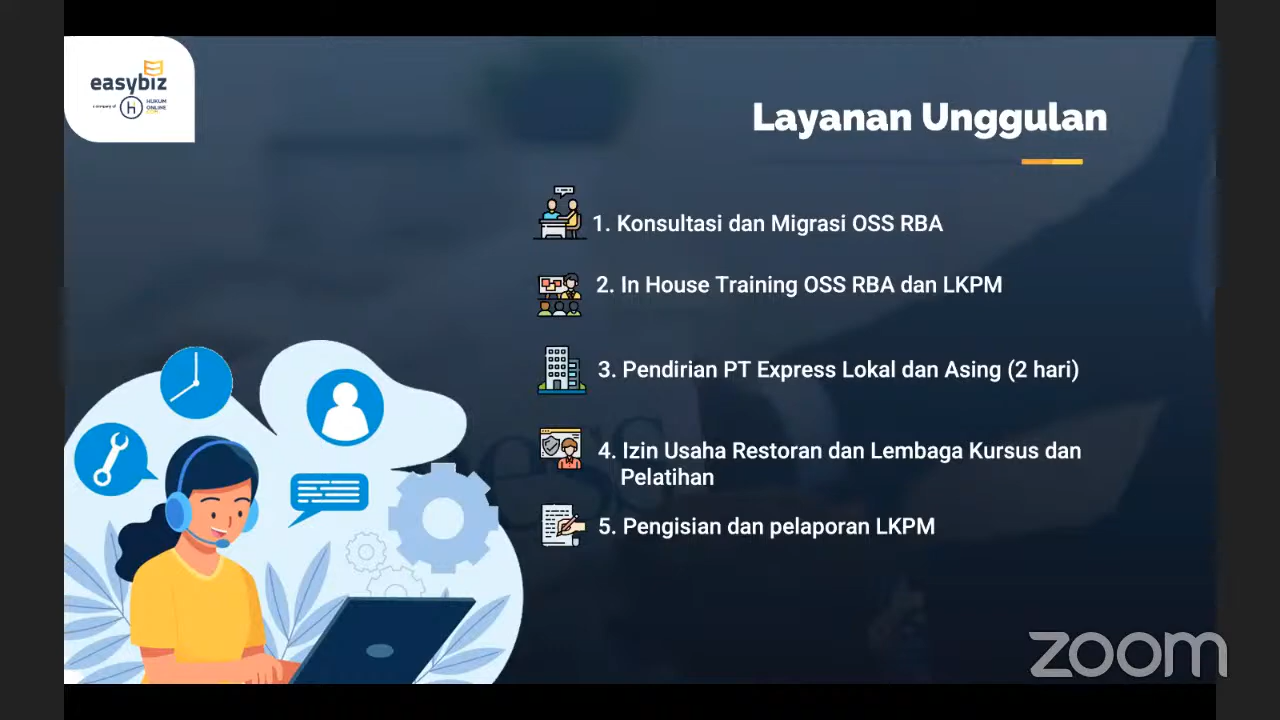 easybiz
HUKUM
ONLINE
Layanan Unggulan
1. Konsultasi dan Migrasi OSS RBA
2. In House Training OSS RBA dan LKPM
3. Pendirian PT Express Lokal dan Asing (2 hari)
4. Izin Usaha Restoran dan Lembaga Kursus dan
Pelatihan
5. Pengisian dan pelaporan LKPM
zoom